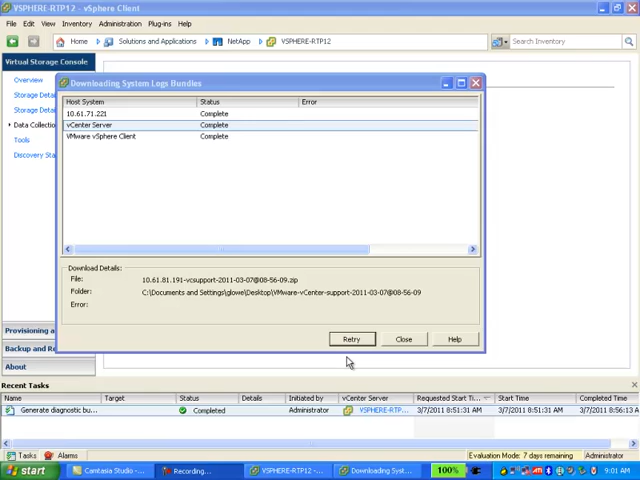 VSPHERE-RTP12 - vSphere Client
File Edit View Inventory Administration Plug-ins Help
Home Solutions and Applications NetApp VSPHERE-RTP12 Search Inventory
Virtual Storage Console
Overview
Storage Detai
Storage Detai
Data Collectio
Tools
Discovery Sta
Provisioning a
Backup and Re
About
Downloading System Logs Bundles
Host System Status Error
10.61.71.221 Complete
vCenter Server Complete
VMware vSphere Client Complete
Download Details:
File: 10.61.81.191-vcsupport-2011-03-07@08-56-09.zip
Folder: C:\Documents and Settings\glowe\Desktop\VMware-vCenter-support-2011-03-07@08-56-09
Error:
Retry Close Help
Recent Tasks
Name Target Status Details Initiated by vCenter Server Requested Start Ti... Start Time Completed Time
Generate diagnostic bu... Completed Administrator VSPHERE-RTP... 3/7/2011 8:51:31 AM 3/7/2011 8:51:31 AM 3/7/2011 8:56:13 A
Tasks Alarms Evaluation Mode: 7 days remaining Administrator
start Camtasia Studio - ... Recording... VSPHERE-RTP12 - ... Downloading Syst... 100% 9:01 AM